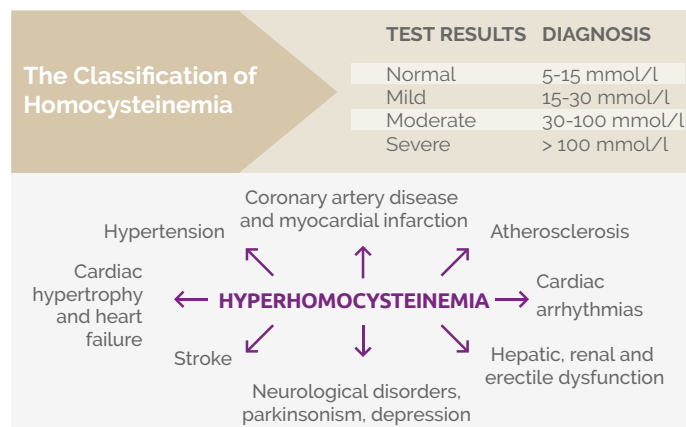 The Classification of
Homocysteinemia
TEST RESULTS DIAGNOSIS
Normal 5-15 mmol/l
Mild 15-30 mmol/l
Moderate 30-100 mmol/l
Severe > 100 mmol/l
Coronary artery disease
and myocardial infarction
Hypertension
Atherosclerosis
Cardiac
hypertrophy
and heart
failure
HYPERHOMOCYSTEINEMIA
Cardiac
arrhythmias
Stroke
Hepatic, renal and
erectile dysfunction
Neurological disorders,
parkinsonism, depression